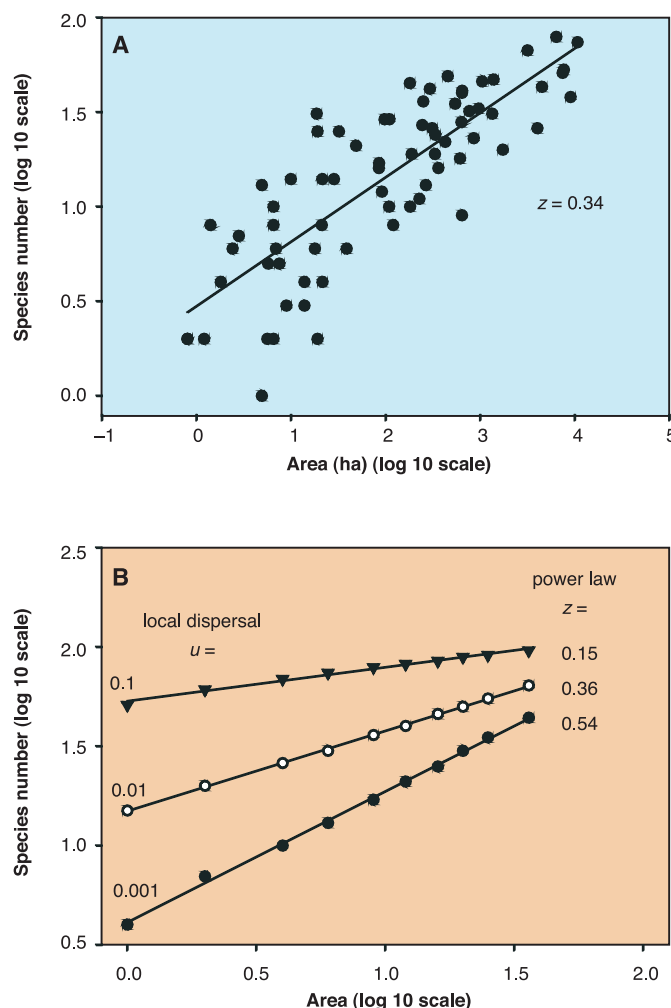 A
Species number (log 10 scale)
2.0
1.5
1.0
0.5
0.0
z = 0.34
–1 0 1 2 3 4 5
Area (ha) (log 10 scale)
B
Species number (log 10 scale)
2.5
2.0
1.5
1.0
0.5
local dispersal
u =
power law
z =
0.1
0.15
0.01
0.36
0.001
0.54
0.0 0.5 1.0 1.5 2.0
Area (log 10 scale)